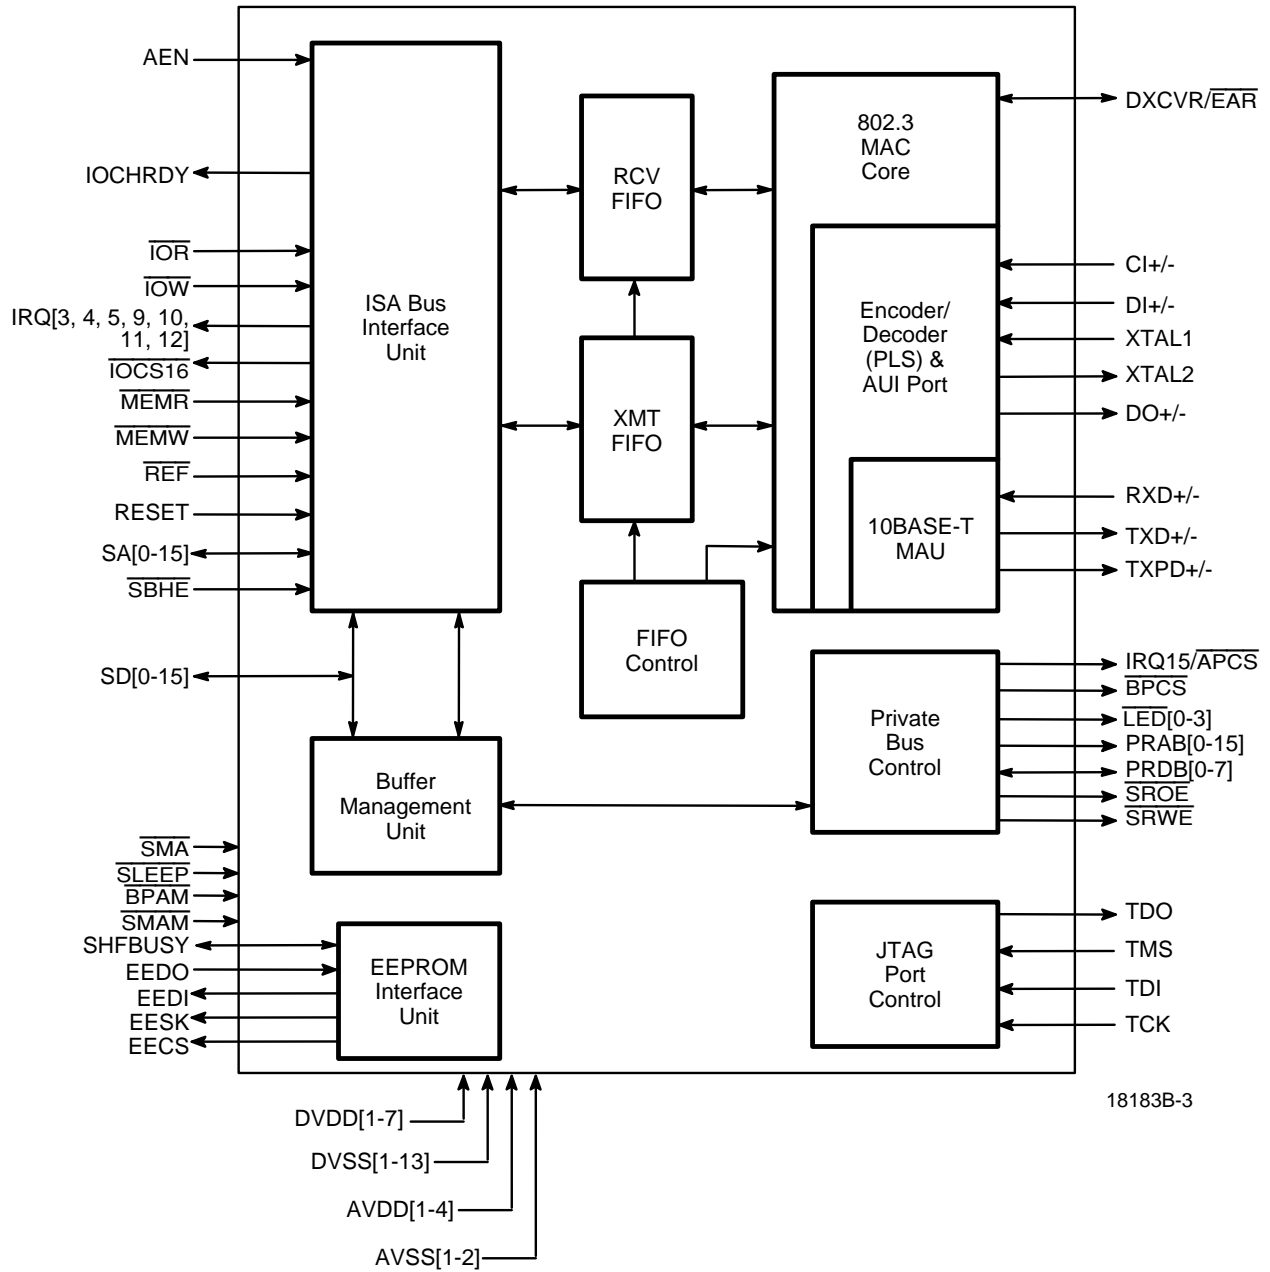 AEN
IOCHRDY
IOR
IOW
IRQ[3, 4, 5, 9, 10,
11, 12]
IOCS16
MEMR
MEMW
REF
RESET
SA[0-15]
SBHE
SD[0-15]
SMA
SLEEP
BPAM
SMAM
SHFBUSY
EEDO
EEDI
EESK
EECS
ISA Bus
Interface
Unit
Buffer
Management
Unit
EEPROM
Interface
Unit
RCV
FIFO
XMT
FIFO
FIFO
Control
802.3
MAC
Core
Encoder/
Decoder
(PLS) &
AUI Port
10BASE-T
MAU
Private
Bus
Control
JTAG
Port
Control
DXCVR/EAR
CI+/-
DI+/-
XTAL1
XTAL2
DO+/-
RXD+/-
TXD+/-
TXPD+/-
IRQ15/APCS
BPCS
LED[0-3]
PRAB[0-15]
PRDB[0-7]
SROE
SRWE
TDO
TMS
TDI
TCK
DVDD[1-7]
DVSS[1-13]
AVDD[1-4]
AVSS[1-2]
18183B-3